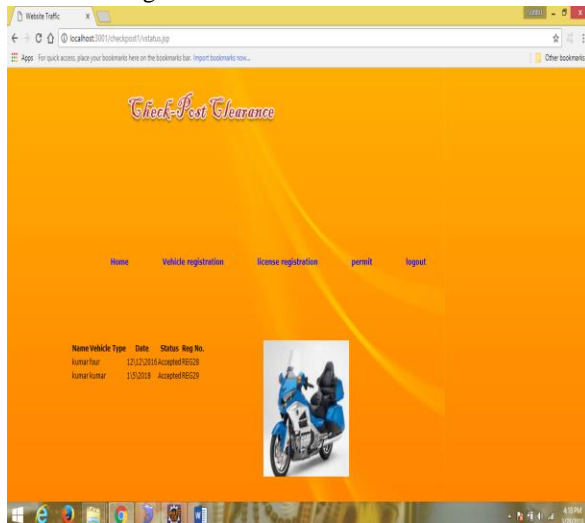 Website Traffic
localhost:3001/checkpost1/vstatus.jsp
Apps For quick access, place your bookmarks here on the bookmarks bar. Import bookmarks now... Other bookmarks
Check-Post Clearance
Home Vehicle registration license registration permit logout
Name Vehicle Type Date Status Reg No.
kumar four 12\12\2016 Accepted REG28
kumar kumar 1\5\2018 Accepted REG29
4:18 PM